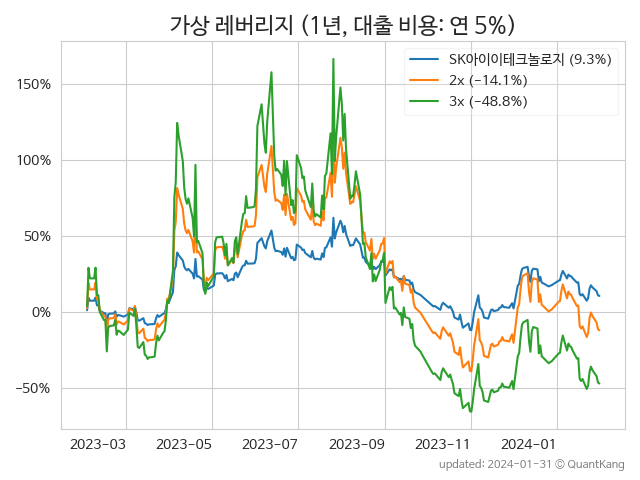 가상 레버리지 (1년, 대출 비용: 연 5%)
SK아이이테크놀로지 (9.3%)
2x (−14.1%)
3x (−48.8%)
150%
100%
50%
0%
−50%
2023-03 2023-05 2023-07 2023-09 2023-11 2024-01
updated: 2024-01-31 © QuantKang